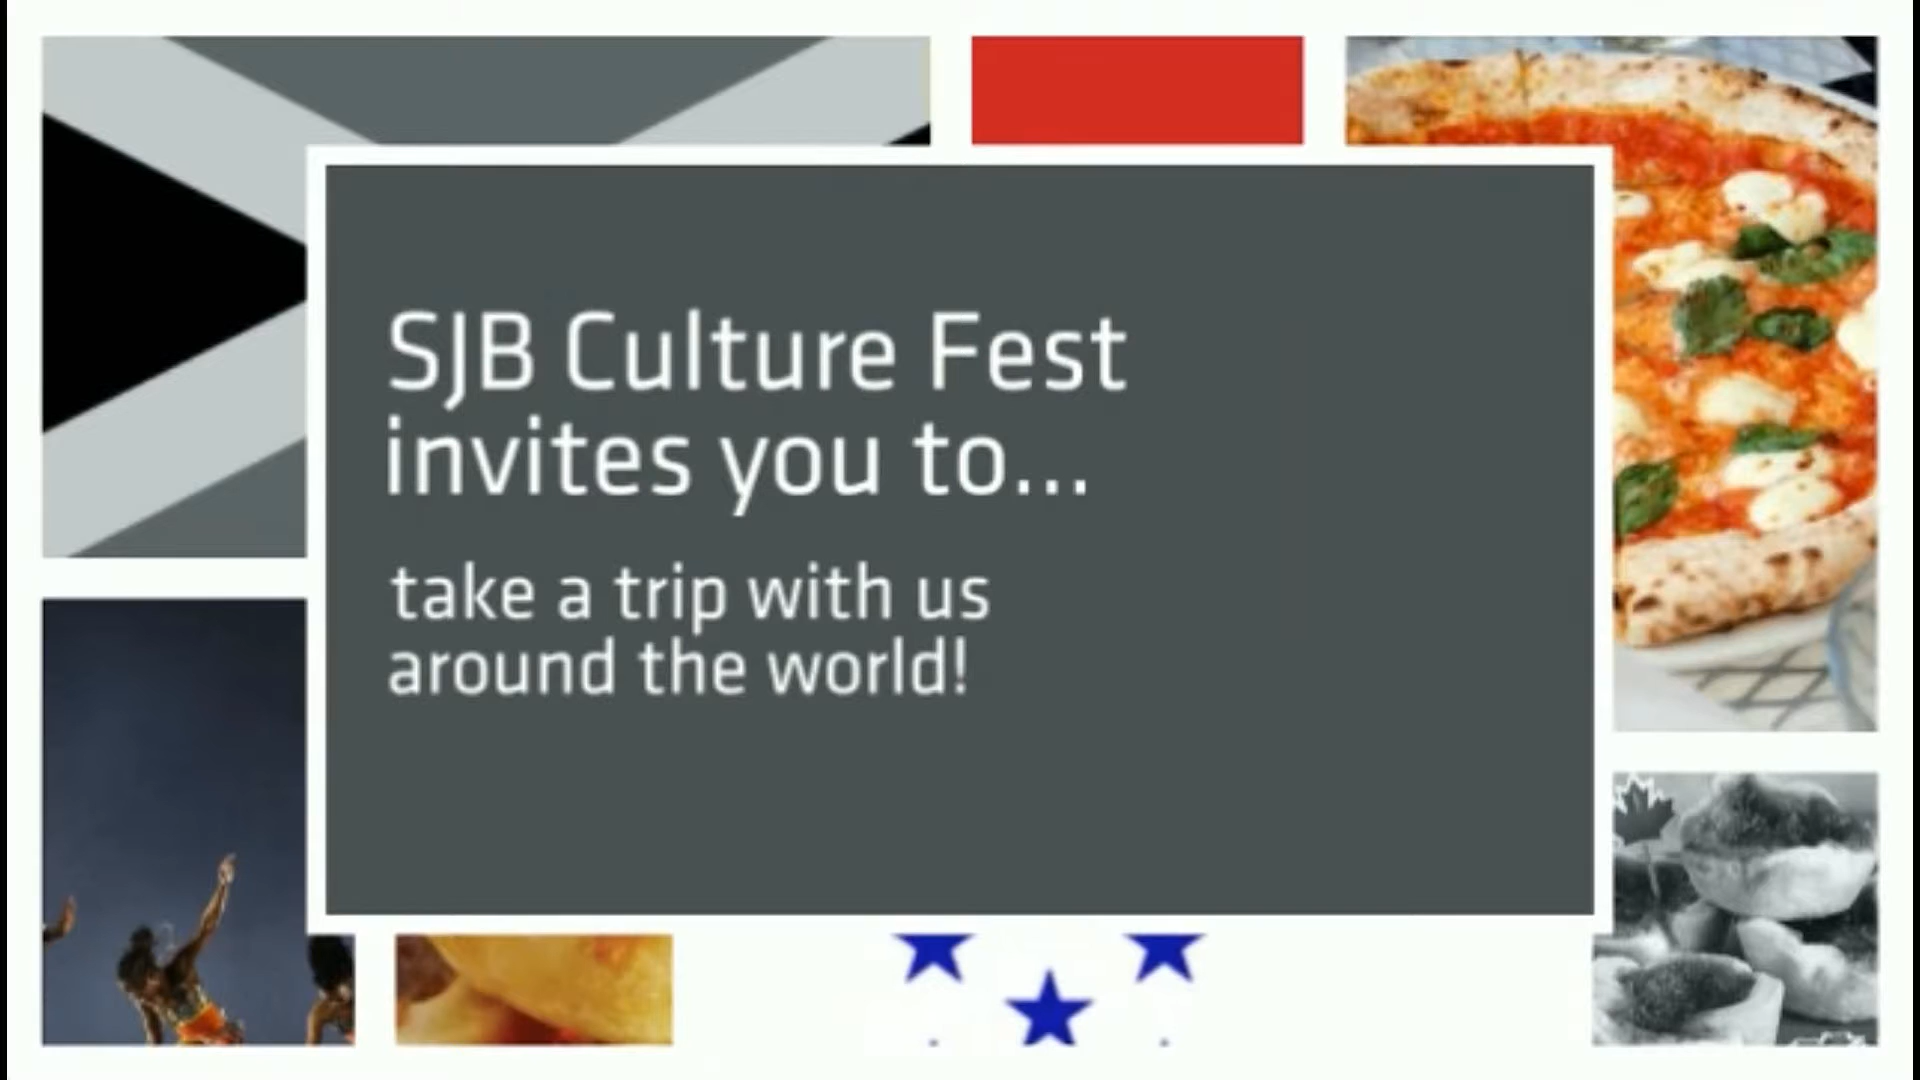 SJB Culture Fest
invites you to...
take a trip with us
around the world!